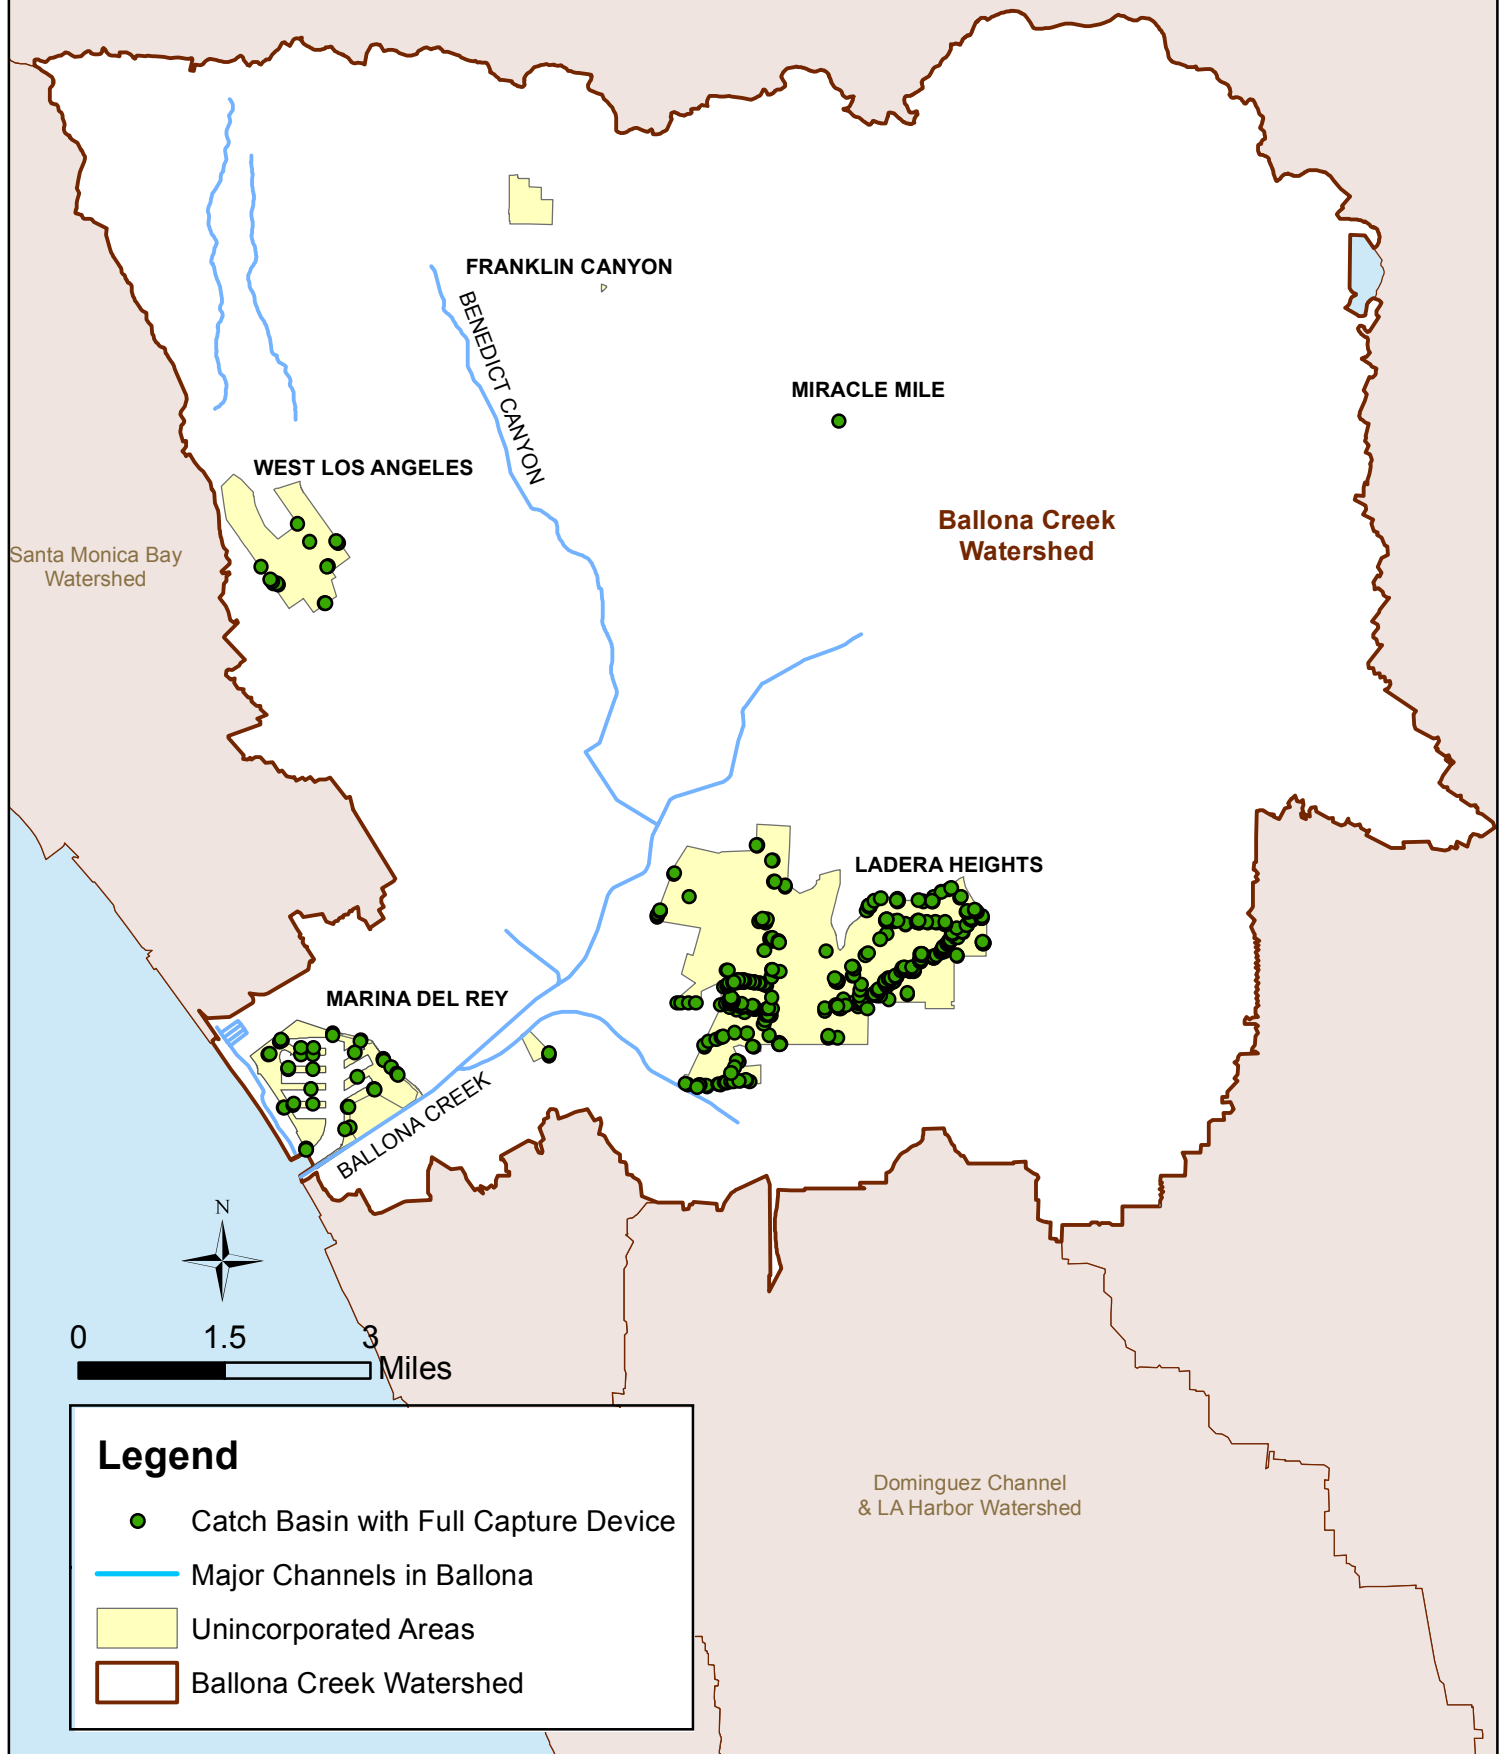 FRANKLIN CANYON
BENEDICT CANYON
MIRACLE MILE
WEST LOS ANGELES
Ballona Creek
Watershed
Santa Monica Bay
Watershed
LADERA HEIGHTS
MARINA DEL REY
BALLONA CREEK
N
0 1.5 3
Miles
Legend
Catch Basin with Full Capture Device
Major Channels in Ballona
Unincorporated Areas
Ballona Creek Watershed
Dominguez Channel
& LA Harbor Watershed